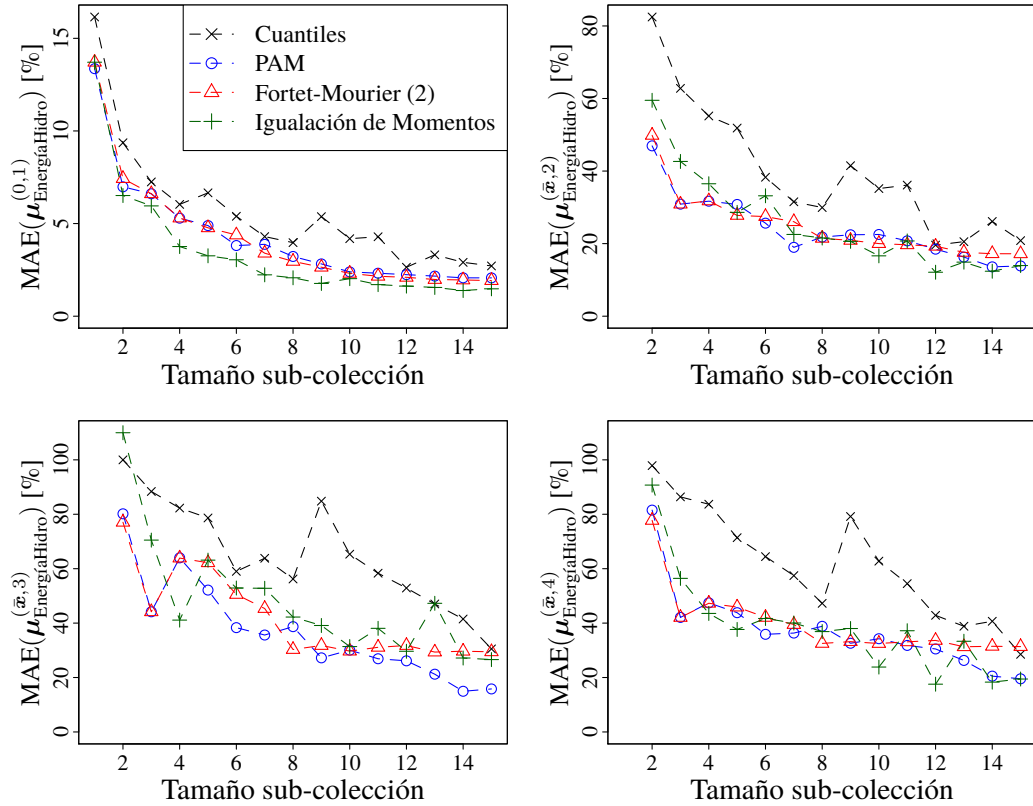 MAE(μ_EnergíaHidro^(0,1)) [%]
15
10
5
0
Cuantiles
PAM
Fortet-Mourier (2)
Igualación de Momentos
2 4 6 8 10 12 14
Tamaño sub-colección
MAE(μ_EnergíaHidro^(x̄,2)) [%]
80
60
40
20
0
2 4 6 8 10 12 14
Tamaño sub-colección
MAE(μ_EnergíaHidro^(x̄,3)) [%]
100
80
60
40
20
0
2 4 6 8 10 12 14
Tamaño sub-colección
MAE(μ_EnergíaHidro^(x̄,4)) [%]
100
80
60
40
20
0
2 4 6 8 10 12 14
Tamaño sub-colección